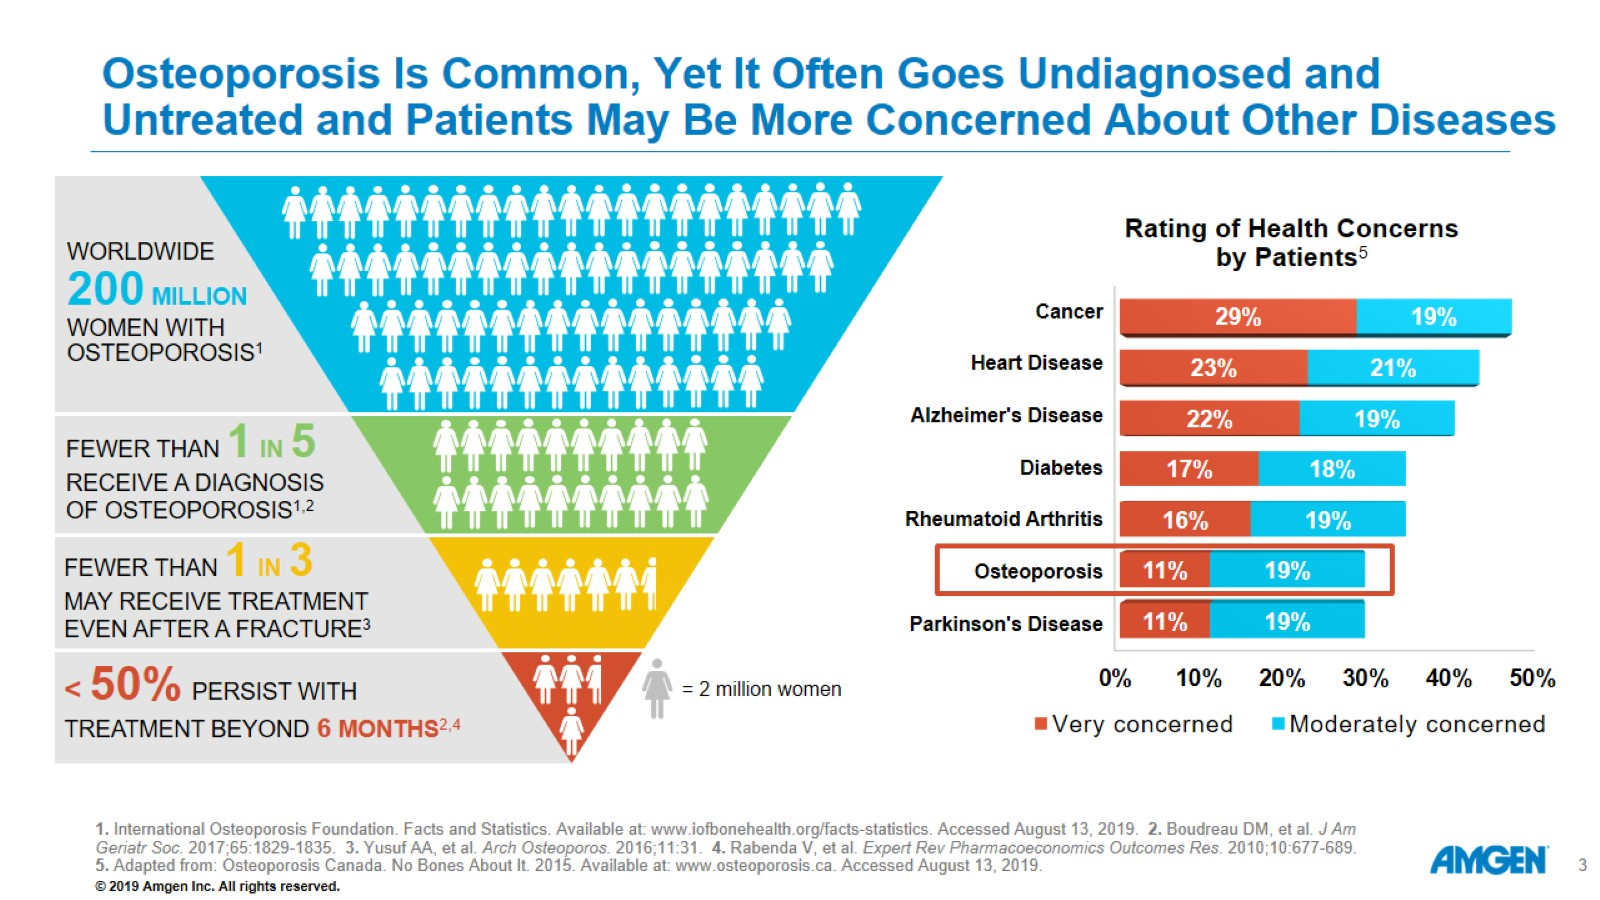 Osteoporosis Is Common, Yet It Often Goes Undiagnosed and
Untreated and Patients May Be More Concerned About Other Diseases
WORLDWIDE
200 MILLION
WOMEN WITH
OSTEOPOROSIS1
FEWER THAN 1 IN 5
RECEIVE A DIAGNOSIS
OF OSTEOPOROSIS1,2
FEWER THAN 1 IN 3
MAY RECEIVE TREATMENT
EVEN AFTER A FRACTURE3
< 50% PERSIST WITH
TREATMENT BEYOND 6 MONTHS2,4
= 2 million women
Rating of Health Concerns
by Patients5
Cancer 29% 19%
Heart Disease 23% 21%
Alzheimer's Disease 22% 19%
Diabetes 17% 18%
Rheumatoid Arthritis 16% 19%
Osteoporosis 11% 19%
Parkinson's Disease 11% 19%
0% 10% 20% 30% 40% 50%
Very concerned Moderately concerned
1. International Osteoporosis Foundation. Facts and Statistics. Available at: www.iofbonehealth.org/facts-statistics. Accessed August 13, 2019. 2. Boudreau DM, et al. J Am
Geriatr Soc. 2017;65:1829-1835. 3. Yusuf AA, et al. Arch Osteoporos. 2016;11:31. 4. Rabenda V, et al. Expert Rev Pharmacoeconomics Outcomes Res. 2010;10:677-689.
5. Adapted from: Osteoporosis Canada. No Bones About It. 2015. Available at: www.osteoporosis.ca. Accessed August 13, 2019.
© 2019 Amgen Inc. All rights reserved.
AMGEN 3